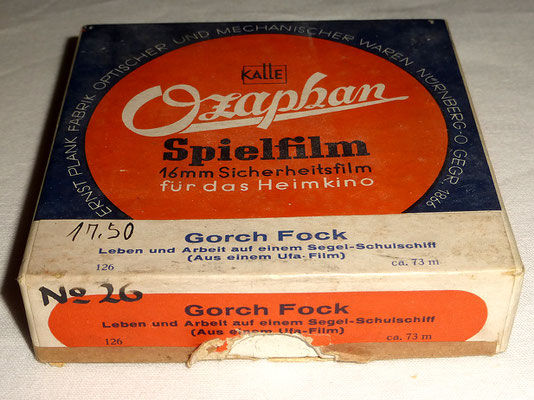 ERNST PLANK FABRIK OPTISCHER UND MECHANISCHER WAREN NÜRNBERG-O GEGR. 1866
KALLE
Ozaphan
Spielfilm
16mm Sicherheitsfilm
für das Heimkino
17.50
Gorch Fock
Leben und Arbeit auf einem Segel-Schulschiff
(Aus einem Ufa-Film)
126 ca. 73 m
No 26
Gorch Fock
Leben und Arbeit auf einem Segel-Schulschiff
(Aus einem Ufa-Film)
126 ca. 73 m